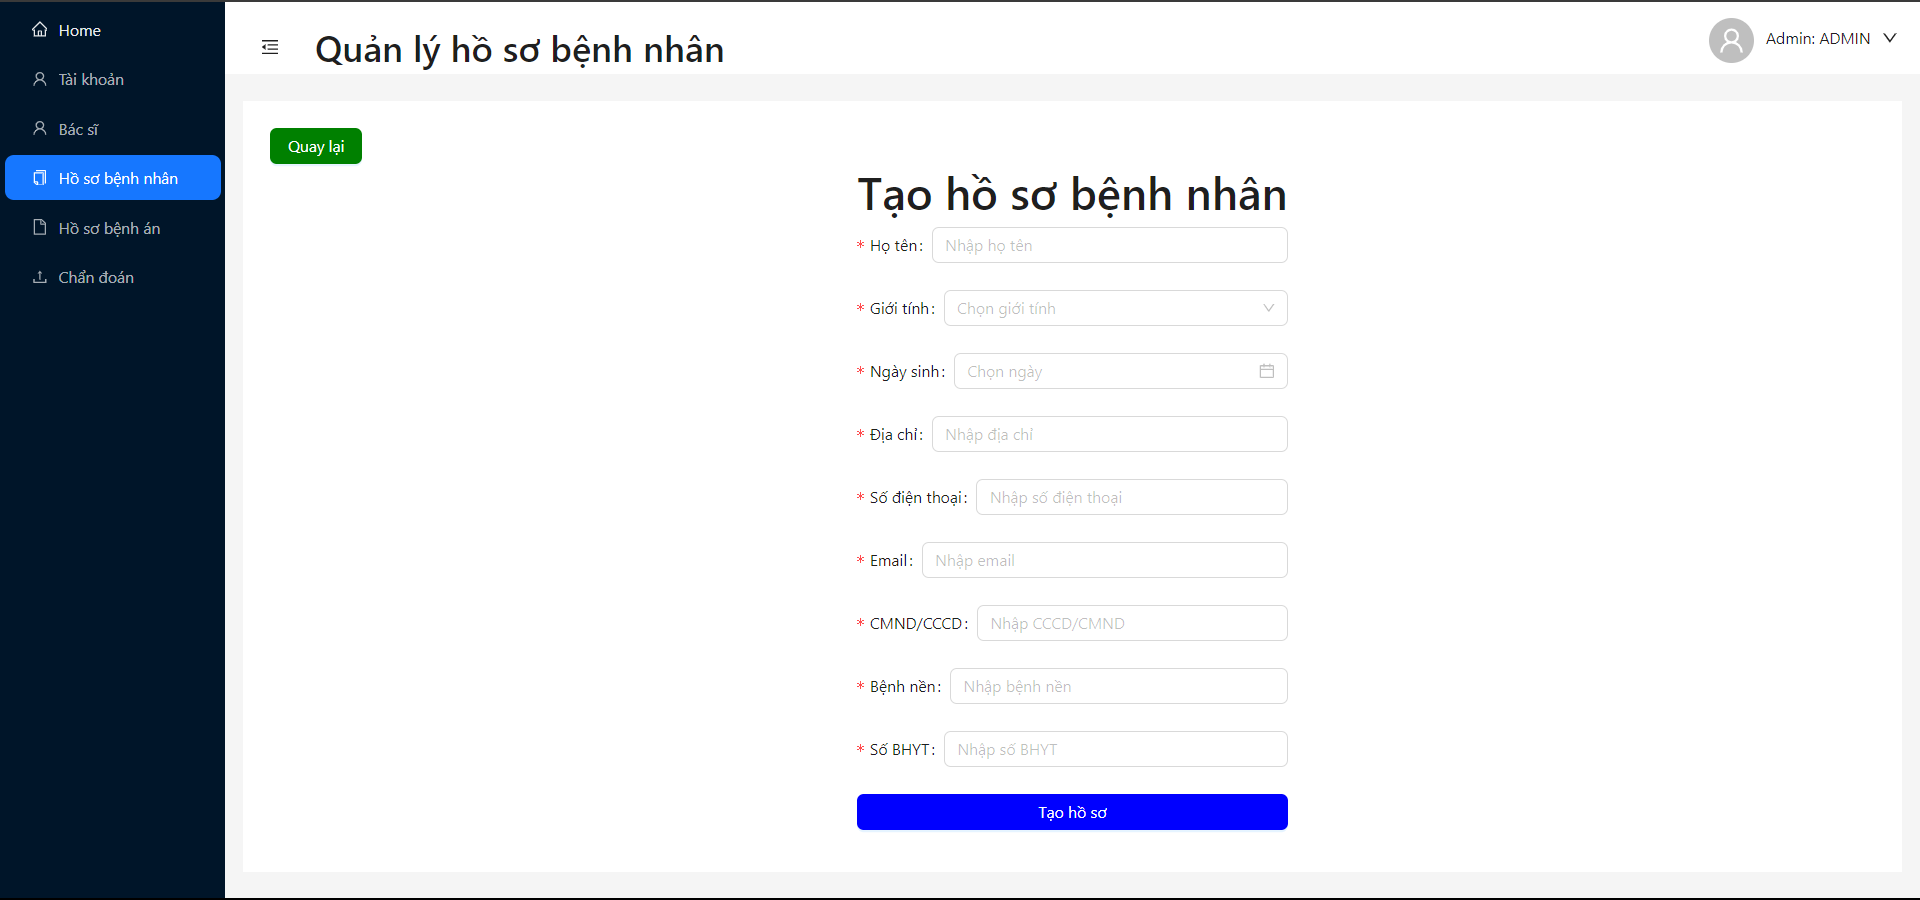 Home
Tài khoản
Bác sĩ
Hồ sơ bệnh nhân
Hồ sơ bệnh án
Chẩn đoán
Quản lý hồ sơ bệnh nhân
Admin: ADMIN
Quay lại
Tạo hồ sơ bệnh nhân
* Họ tên: Nhập họ tên
* Giới tính: Chọn giới tính
* Ngày sinh: Chọn ngày
* Địa chỉ: Nhập địa chỉ
* Số điện thoại: Nhập số điện thoại
* Email: Nhập email
* CMND/CCCD: Nhập CCCD/CMND
* Bệnh nền: Nhập bệnh nền
* Số BHYT: Nhập số BHYT
Tạo hồ sơ